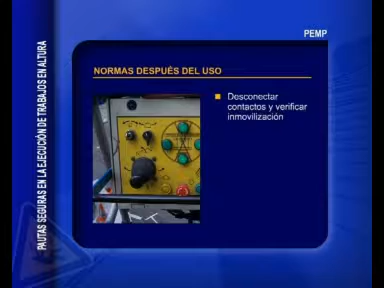 PEMP
NORMAS DESPUÉS DEL USO
Desconectar
contactos y verificar
inmovilización
PAUTAS SEGURAS EN LA EJECUCIÓN DE TRABAJOS EN ALTURA